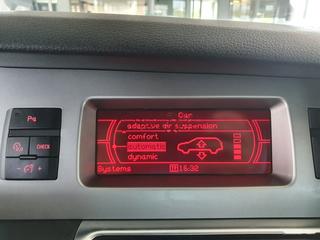 Car
adaptive air suspension
comfort
automatic
dynamic
Systems
16:32
CHECK